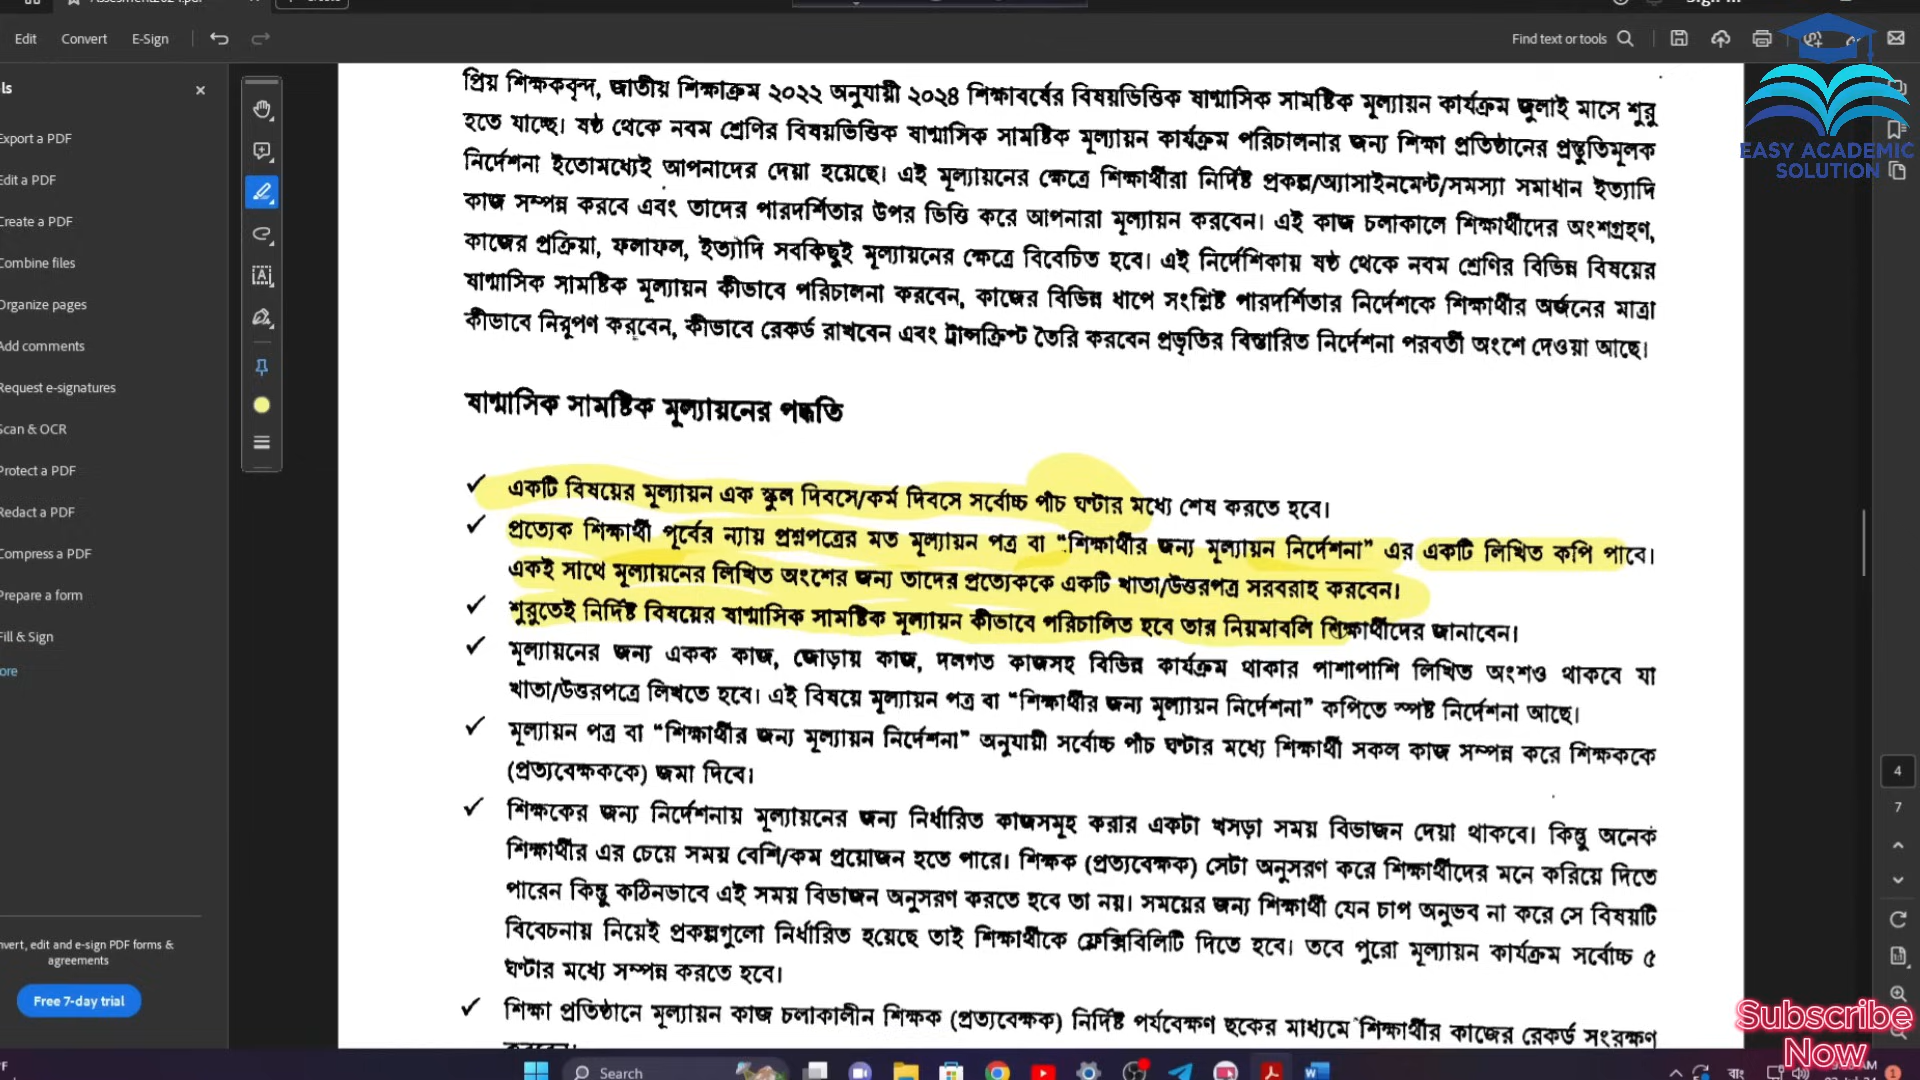 Edit Convert E-Sign
Find text or tools
EASY ACADEMIC
SOLUTION
Export a PDF
Edit a PDF
Create a PDF
Combine files
Organize pages
Add comments
Request e-signatures
Scan & OCR
Protect a PDF
Redact a PDF
Compress a PDF
Prepare a form
Fill & Sign
agreements
Free 7-day trial
প্রিয় শিক্ষকবৃন্দ, জাতীয় শিক্ষাক্রম ২০২২ অনুযায়ী ২০২৪ শিক্ষাবর্ষের বিষয়ভিত্তিক ষাণ্মাসিক সামষ্টিক মূল্যায়ন কার্যক্রম জুলাই মাসে শুরু
হতে যাচ্ছে। ষষ্ঠ থেকে নবম শ্রেণির বিষয়ভিত্তিক ষাণ্মাসিক সামষ্টিক মূল্যায়ন কার্যক্রম পরিচালনার জন্য শিক্ষা প্রতিষ্ঠানের প্রস্তুতিমূলক
নির্দেশনা ইতোমধ্যেই আপনাদের দেয়া হয়েছে। এই মূল্যায়নের ক্ষেত্রে শিক্ষার্থীরা নির্দিষ্ট প্রকল্প/অ্যাসাইনমেন্ট/সমস্যা সমাধান ইত্যাদি
কাজ সম্পন্ন করবে এবং তাদের পারদর্শিতার উপর ভিত্তি করে আপনারা মূল্যায়ন করবেন। এই কাজ চলাকালে শিক্ষার্থীদের অংশগ্রহণ,
কাজের প্রক্রিয়া, ফলাফল, ইত্যাদি সবকিছুই মূল্যায়নের ক্ষেত্রে বিবেচিত হবে। এই নির্দেশিকায় ষষ্ঠ থেকে নবম শ্রেণির বিভিন্ন বিষয়ের
ষাণ্মাসিক সামষ্টিক মূল্যায়ন কীভাবে পরিচালনা করবেন, কাজের বিভিন্ন ধাপে সংশ্লিষ্ট পারদর্শিতার নির্দেশকে শিক্ষার্থীর অর্জনের মাত্রা
কীভাবে নিরূপণ করবেন, কীভাবে রেকর্ড রাখবেন এবং ট্রান্সক্রিপ্ট তৈরি করবেন প্রভৃতির বিস্তারিত নির্দেশনা পরবর্তী অংশে দেওয়া আছে।
ষাণ্মাসিক সামষ্টিক মূল্যায়নের পদ্ধতি
✓ একটি বিষয়ের মূল্যায়ন এক স্কুল দিবসে/কর্ম দিবসে সর্বোচ্চ পাঁচ ঘণ্টার মধ্যে শেষ করতে হবে।
✓ প্রত্যেক শিক্ষার্থী পূর্বের ন্যায় প্রশ্নপত্রের মত মূল্যায়ন পত্র বা “শিক্ষার্থীর জন্য মূল্যায়ন নির্দেশনা” এর একটি লিখিত কপি পাবে।
একই সাথে মূল্যায়নের লিখিত অংশের জন্য তাদের প্রত্যেককে একটি খাতা/উত্তরপত্র সরবরাহ করবেন।
✓ শুরুতেই নির্দিষ্ট বিষয়ের ষাণ্মাসিক সামষ্টিক মূল্যায়ন কীভাবে পরিচালিত হবে তার নিয়মাবলি শিক্ষার্থীদের জানাবেন।
✓ মূল্যায়নের জন্য একক কাজ, জোড়ায় কাজ, দলগত কাজসহ বিভিন্ন কার্যক্রম থাকার পাশাপাশি লিখিত অংশও থাকবে যা
খাতা/উত্তরপত্রে লিখতে হবে। এই বিষয়ে মূল্যায়ন পত্র বা “শিক্ষার্থীর জন্য মূল্যায়ন নির্দেশনা” কপিতে স্পষ্ট নির্দেশনা আছে।
✓ মূল্যায়ন পত্র বা “শিক্ষার্থীর জন্য মূল্যায়ন নির্দেশনা” অনুযায়ী সর্বোচ্চ পাঁচ ঘণ্টার মধ্যে শিক্ষার্থী সকল কাজ সম্পন্ন করে শিক্ষককে
(প্রত্যবেক্ষককে) জমা দিবে।
✓ শিক্ষকের জন্য নির্দেশনায় মূল্যায়নের জন্য নির্ধারিত কাজসমূহ করার একটা খসড়া সময় বিভাজন দেয়া থাকবে। কিন্তু অনেক
শিক্ষার্থীর এর চেয়ে সময় বেশি/কম প্রয়োজন হতে পারে। শিক্ষক (প্রত্যবেক্ষক) সেটা অনুসরণ করে শিক্ষার্থীদের মনে করিয়ে দিতে
পারেন কিন্তু কঠিনভাবে এই সময় বিভাজন অনুসরণ করতে হবে তা নয়। সময়ের জন্য শিক্ষার্থী যেন চাপ অনুভব না করে সে বিষয়টি
বিবেচনায় নিয়েই প্রকল্পগুলো নির্ধারিত হয়েছে তাই শিক্ষার্থীকে ফ্লেক্সিবিলিটি দিতে হবে। তবে পুরো মূল্যায়ন কার্যক্রম সর্বোচ্চ ৫
ঘণ্টার মধ্যে সম্পন্ন করতে হবে।
✓ শিক্ষা প্রতিষ্ঠানে মূল্যায়ন কাজ চলাকালীন শিক্ষক (প্রত্যবেক্ষক) নির্দিষ্ট পর্যবেক্ষণ ছকের মাধ্যমে শিক্ষার্থীর কাজের রেকর্ড সংরক্ষণ
4
7
Subscribe
Now
Search